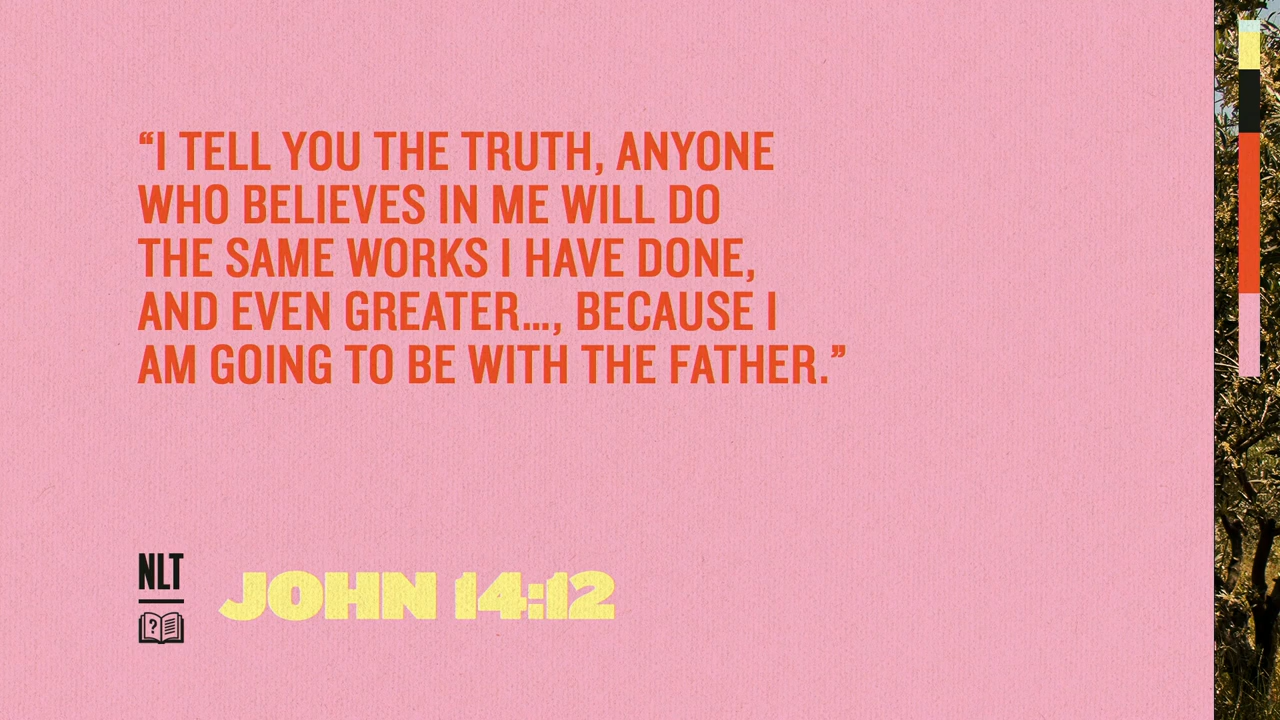 “I TELL YOU THE TRUTH, ANYONE
WHO BELIEVES IN ME WILL DO
THE SAME WORKS I HAVE DONE,
AND EVEN GREATER..., BECAUSE I
AM GOING TO BE WITH THE FATHER.”
NLT
?
JOHN 14:12